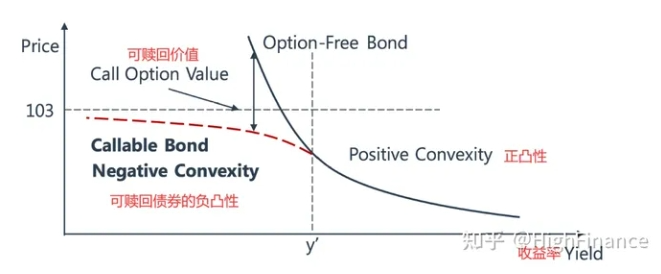 Price
可赎回价值
Option-Free Bond
Call Option Value
103
Callable Bond
Negative Convexity
Positive Convexity 正凸性
可赎回债券的负凸性
y’
收益率 Yield
知乎 @HighFinance